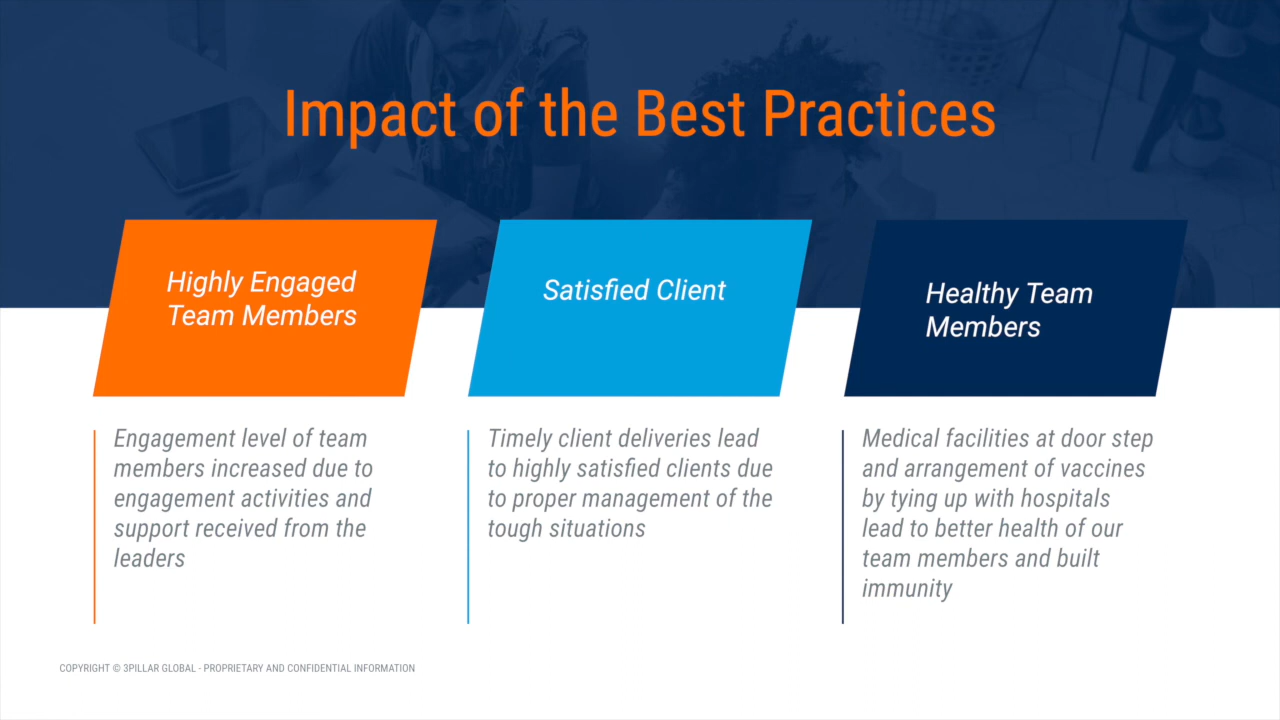 Impact of the Best Practices
Highly Engaged
Team Members
Engagement level of team
members increased due to
engagement activities and
support received from the
leaders
Satisfied Client
Timely client deliveries lead
to highly satisfied clients due
to proper management of the
tough situations
Healthy Team
Members
Medical facilities at door step
and arrangement of vaccines
by tying up with hospitals
lead to better health of our
team members and built
immunity
COPYRIGHT © 3PILLAR GLOBAL - PROPRIETARY AND CONFIDENTIAL INFORMATION